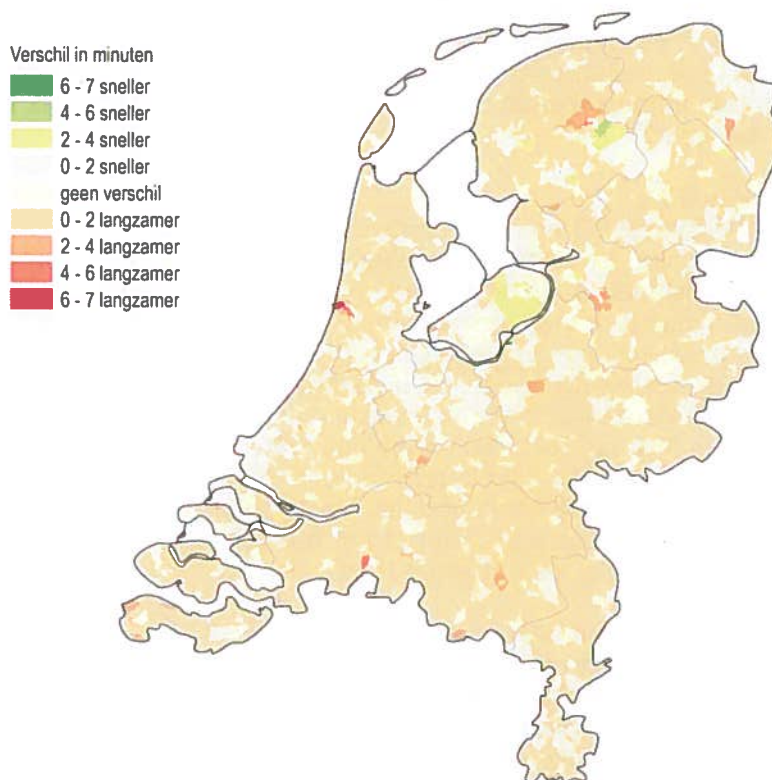 Verschil in minuten
6 - 7 sneller
4 - 6 sneller
2 - 4 sneller
0 - 2 sneller
geen verschil
0 - 2 langzamer
2 - 4 langzamer
4 - 6 langzamer
6 - 7 langzamer